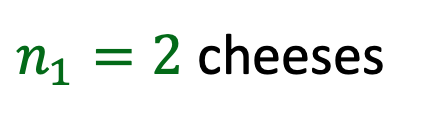 n₁ = 2 cheeses